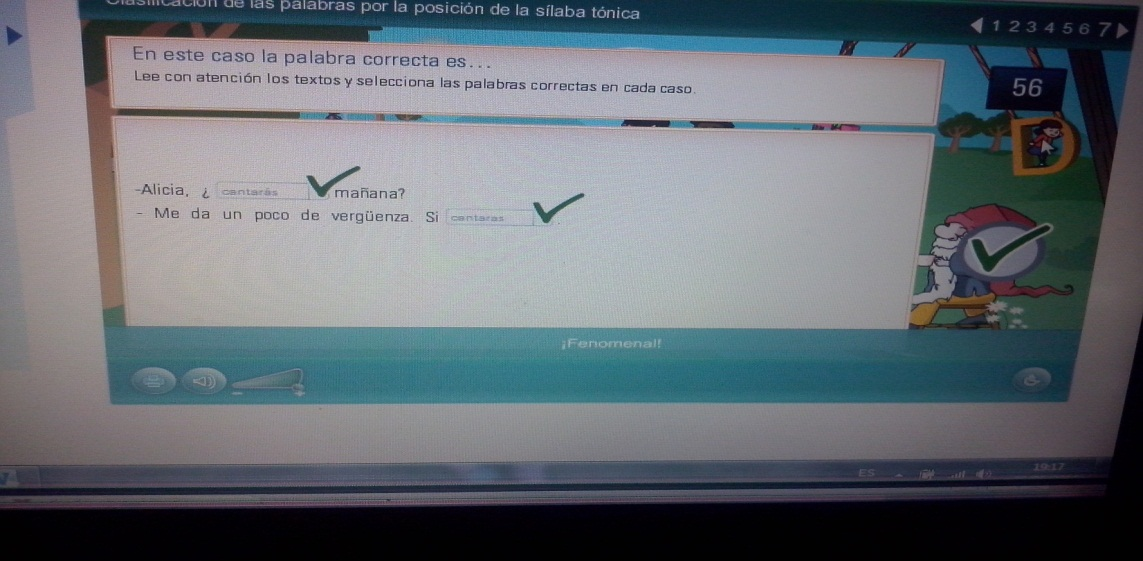 Clasificación de las palabras por la posición de la sílaba tónica
1 2 3 4 5 6 7
En este caso la palabra correcta es...
Lee con atención los textos y selecciona las palabras correctas en cada caso.
56
D
-Alicia, ¿ cantarás mañana?
- Me da un poco de vergüenza. Si cantaras
¡Fenomenal!
ES
19:17